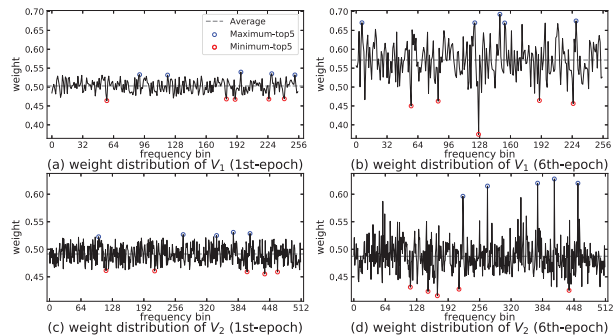 0.70
0.65
0.60
0.55
0.50
0.45
0.40
weight
Average
Maximum-top5
Minimum-top5
0 32 64 96 128 160 192 224 256
frequency bin
(a) weight distribution of V₁ (1st-epoch)
0.70
0.65
0.60
0.55
0.50
0.45
0,40
weight
0 32 64 96 128 160 192 224 256
frequency bin
(b) weight distribution of V₁ (6th-epoch)
0.60
0.55
0.50
0.45
weight
0 64 128 192 256 320 384 448 512
frequency bin
(c) weight distribution of V₂ (1st-epoch)
0.60
0.55
0.50
0.45
weight
0 64 128 192 256 320 384 448 512
frequency bin
(d) weight distribution of V₂ (6th-epoch)